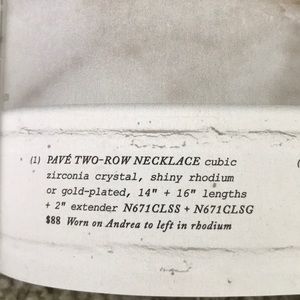 (1) PAVÉ TWO-ROW NECKLACE cubic
zirconia crystal, shiny rhodium
or gold-plated, 14" + 16" lengths
+ 2" extender N671CLSS + N671CLSG
$88 Worn on Andrea to left in rhodium
(